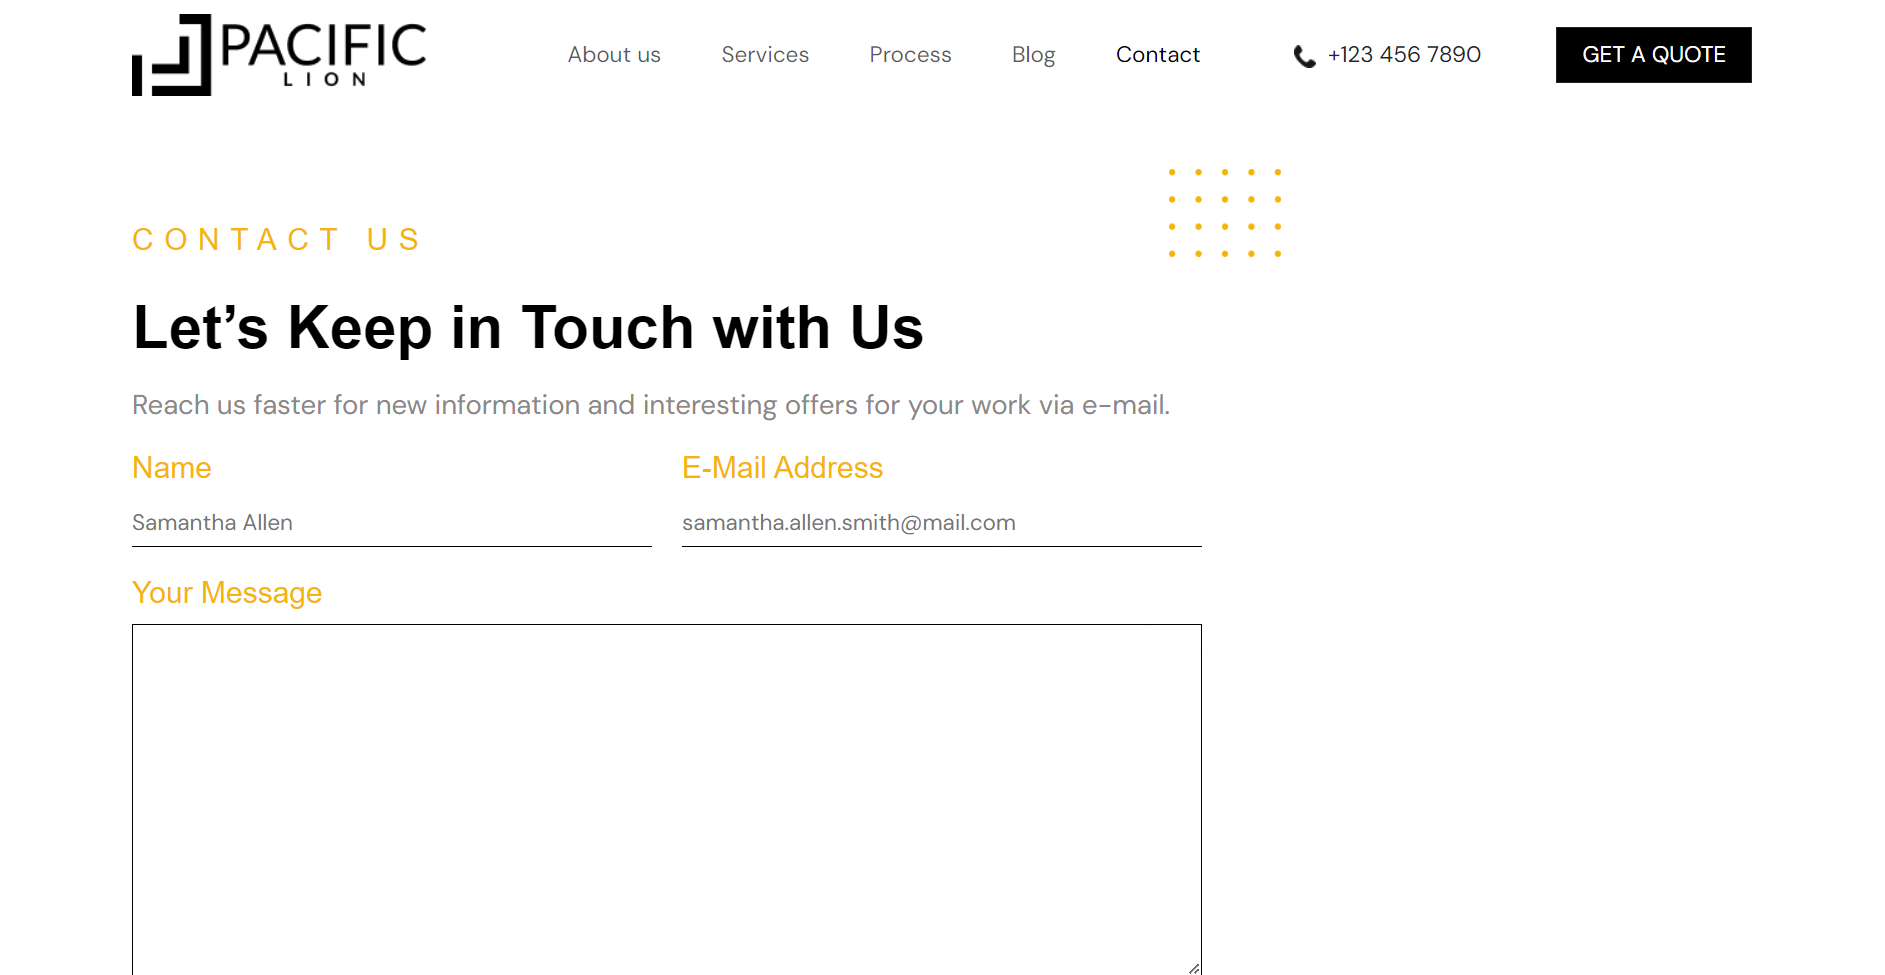 PACIFIC
LION
About us Services Process Blog Contact +123 456 7890 GET A QUOTE
CONTACT US
Let’s Keep in Touch with Us
Reach us faster for new information and interesting offers for your work via e-mail.
Name E-Mail Address
Samantha Allen samantha.allen.smith@mail.com
Your Message